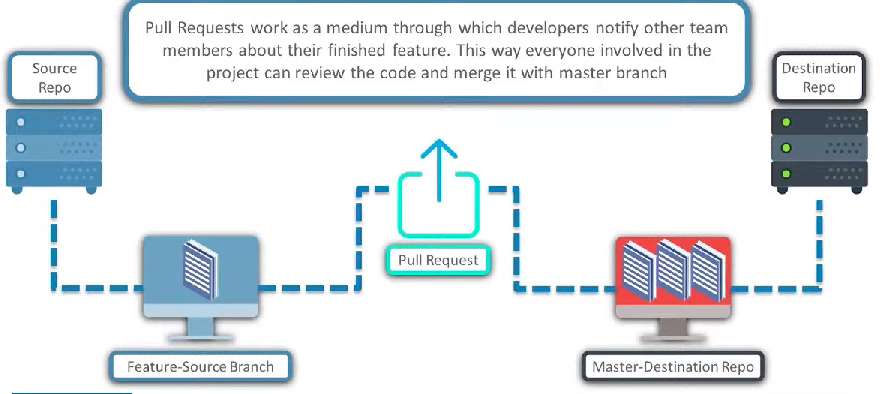 Pull Requests work as a medium through which developers notify other team
members about their finished feature. This way everyone involved in the
project can review the code and merge it with master branch
Source
Repo
Destination
Repo
Pull Request
Feature-Source Branch
Master-Destination Repo